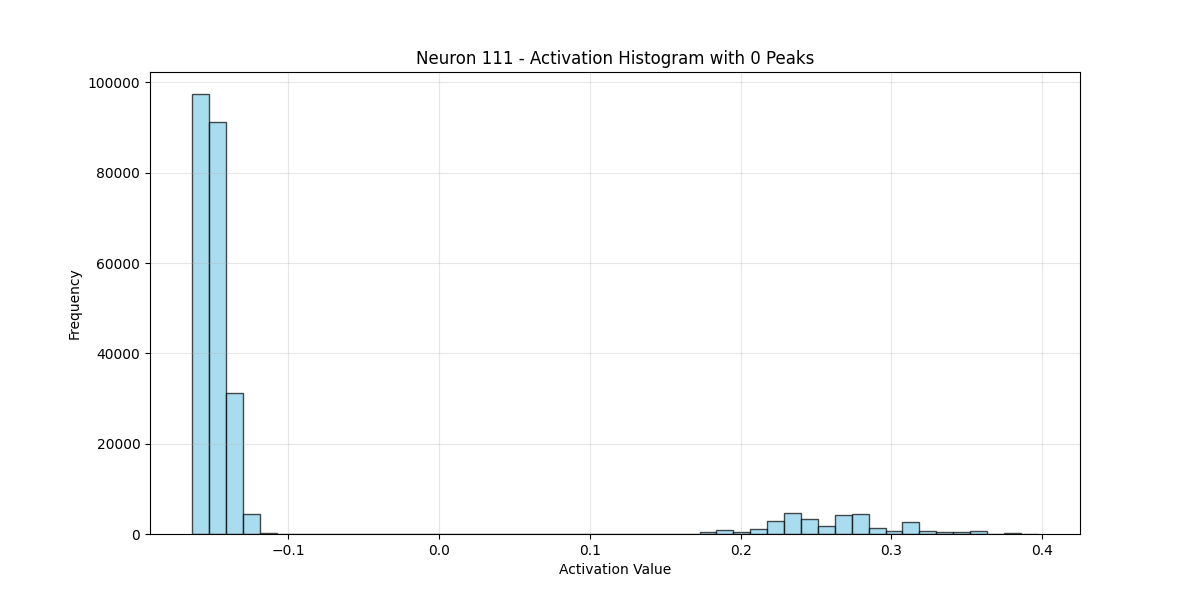 Neuron 111 - Activation Histogram with 0 Peaks
100000
80000
60000
40000
20000
0
Frequency
−0.1 0.0 0.1 0.2 0.3 0.4
Activation Value